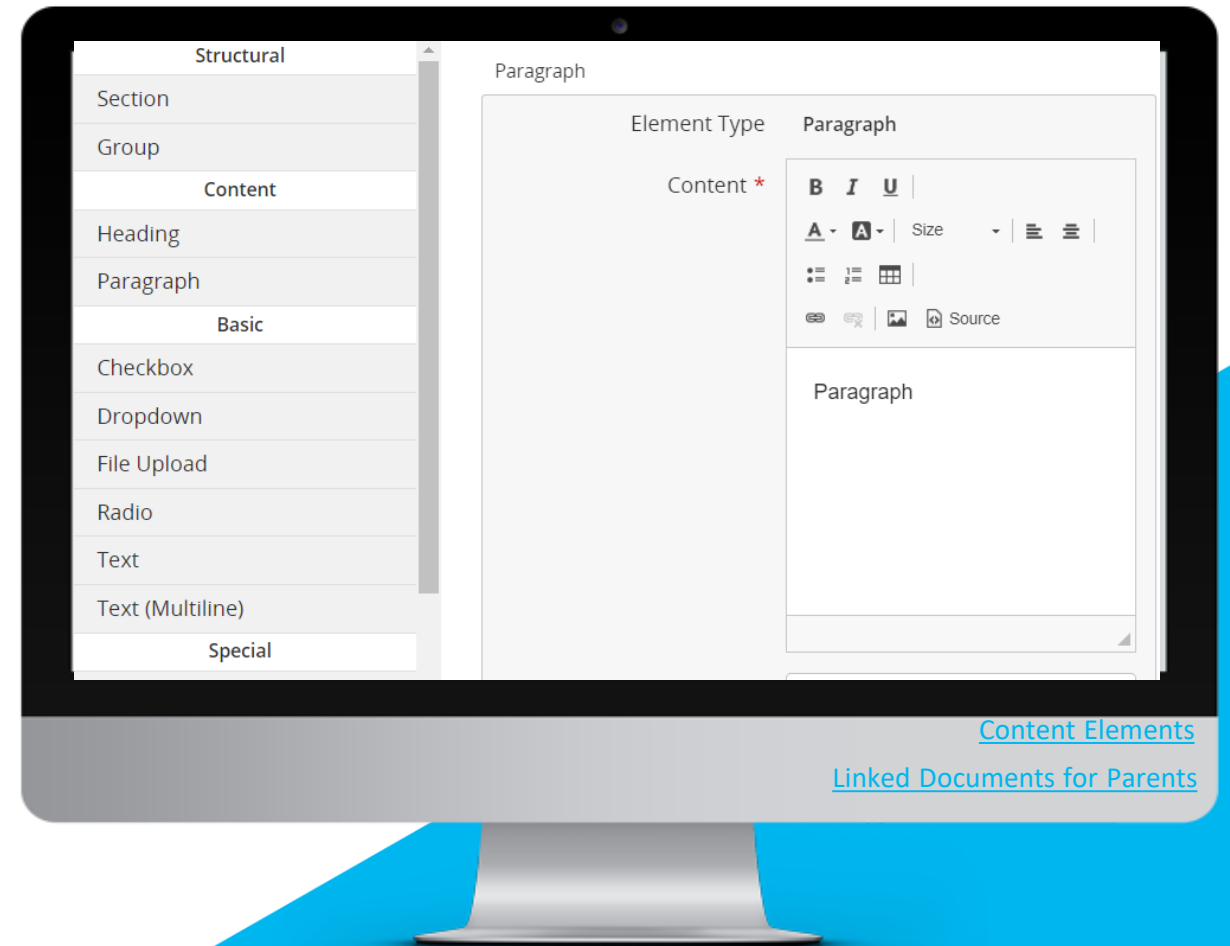 Structural
Section
Group
Content
Heading
Paragraph
Basic
Checkbox
Dropdown
File Upload
Radio
Text
Text (Multiline)
Special
Paragraph
Element Type Paragraph
Content *
B I U
A A Size
Source
Paragraph
Content Elements
Linked Documents for Parents